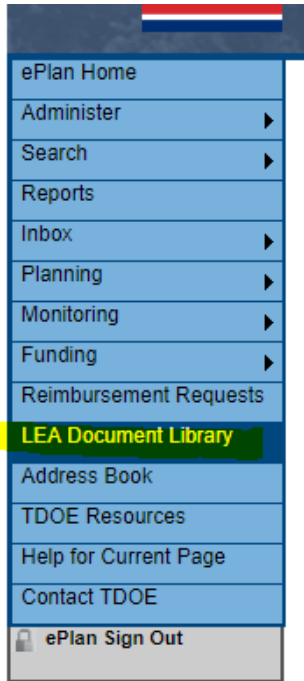 ePlan Home
Administer
Search
Reports
Inbox
Planning
Monitoring
Funding
Reimbursement Requests
LEA Document Library
Address Book
TDOE Resources
Help for Current Page
Contact TDOE
ePlan Sign Out